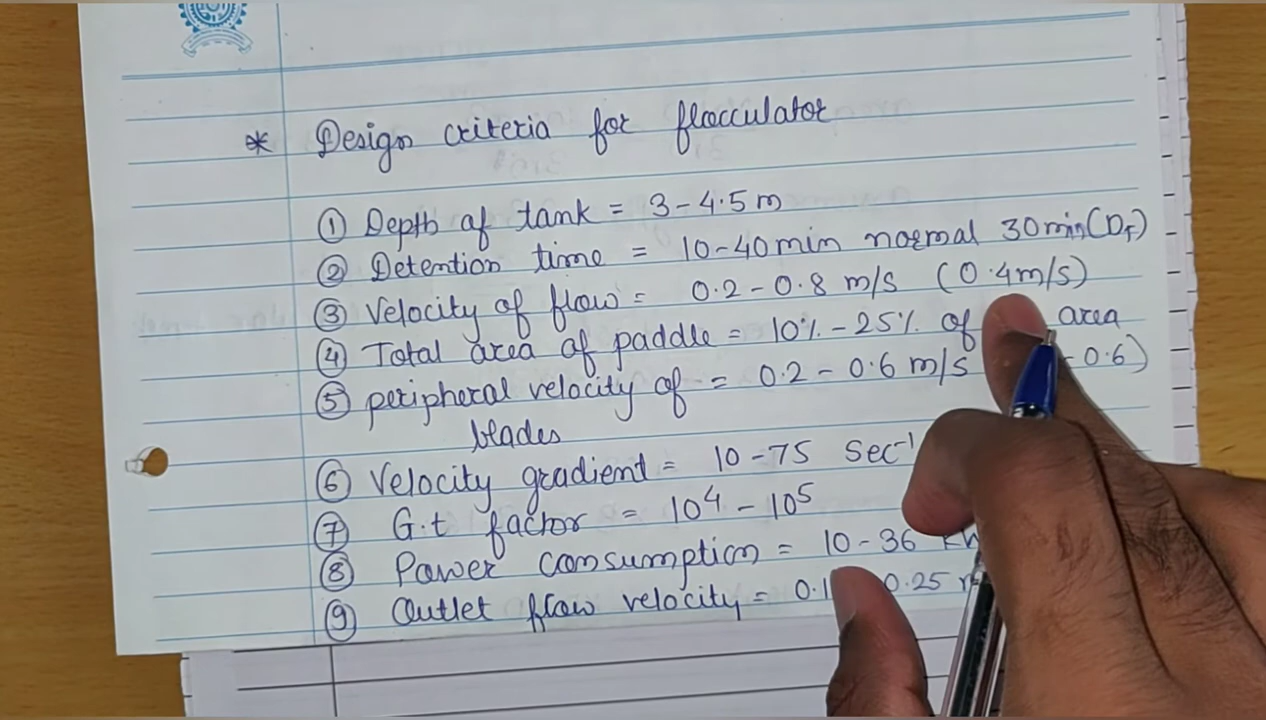 * Design criteria for flocculator
① Depth of tank = 3 - 4.5 m
② Detention time = 10-40 min normal 30 min (DT)
③ Velocity of flow = 0.2 - 0.8 m/s (0.4 m/s)
④ Total area of paddle = 10% - 25% of area
⑤ peripheral velocity of = 0.2 - 0.6 m/s - 0.6)
blades
⑥ Velocity gradient = 10 - 75 Sec⁻¹
⑦ G.t factor = 10⁴ - 10⁵
⑧ Power consumption = 10 - 36
⑨ Outlet flow velocity = 0.25